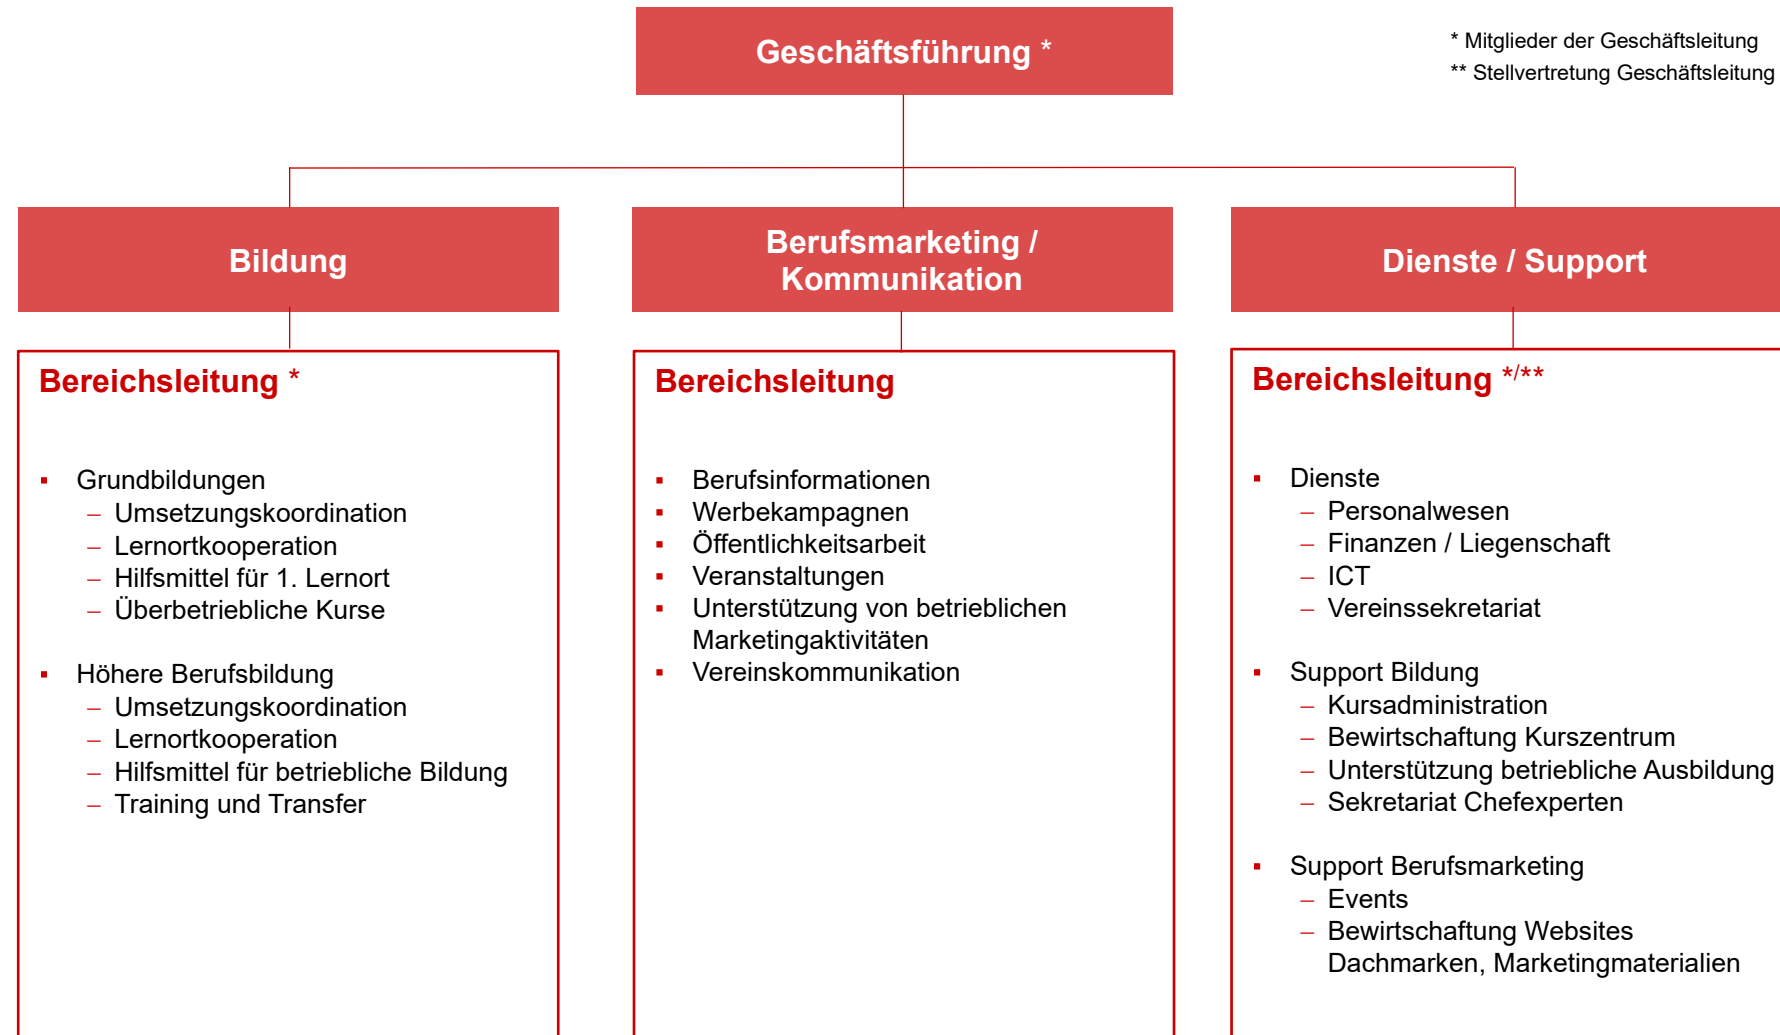 Geschäftsführung *
* Mitglieder der Geschäftsleitung
** Stellvertretung Geschäftsleitung
Bildung
Berufsmarketing /
Kommunikation
Dienste / Support
Bereichsleitung *
▪ Grundbildungen
– Umsetzungskoordination
– Lernortkooperation
– Hilfsmittel für 1. Lernort
– Überbetriebliche Kurse
▪ Höhere Berufsbildung
– Umsetzungskoordination
– Lernortkooperation
– Hilfsmittel für betriebliche Bildung
– Training und Transfer
Bereichsleitung
▪ Berufsinformationen
▪ Werbekampagnen
▪ Öffentlichkeitsarbeit
▪ Veranstaltungen
▪ Unterstützung von betrieblichen
Marketingaktivitäten
▪ Vereinskommunikation
Bereichsleitung */**
▪ Dienste
– Personalwesen
– Finanzen / Liegenschaft
– ICT
– Vereinssekretariat
▪ Support Bildung
– Kursadministration
– Bewirtschaftung Kurszentrum
– Unterstützung betriebliche Ausbildung
– Sekretariat Chefexperten
▪ Support Berufsmarketing
– Events
– Bewirtschaftung Websites
Dachmarken, Marketingmaterialien